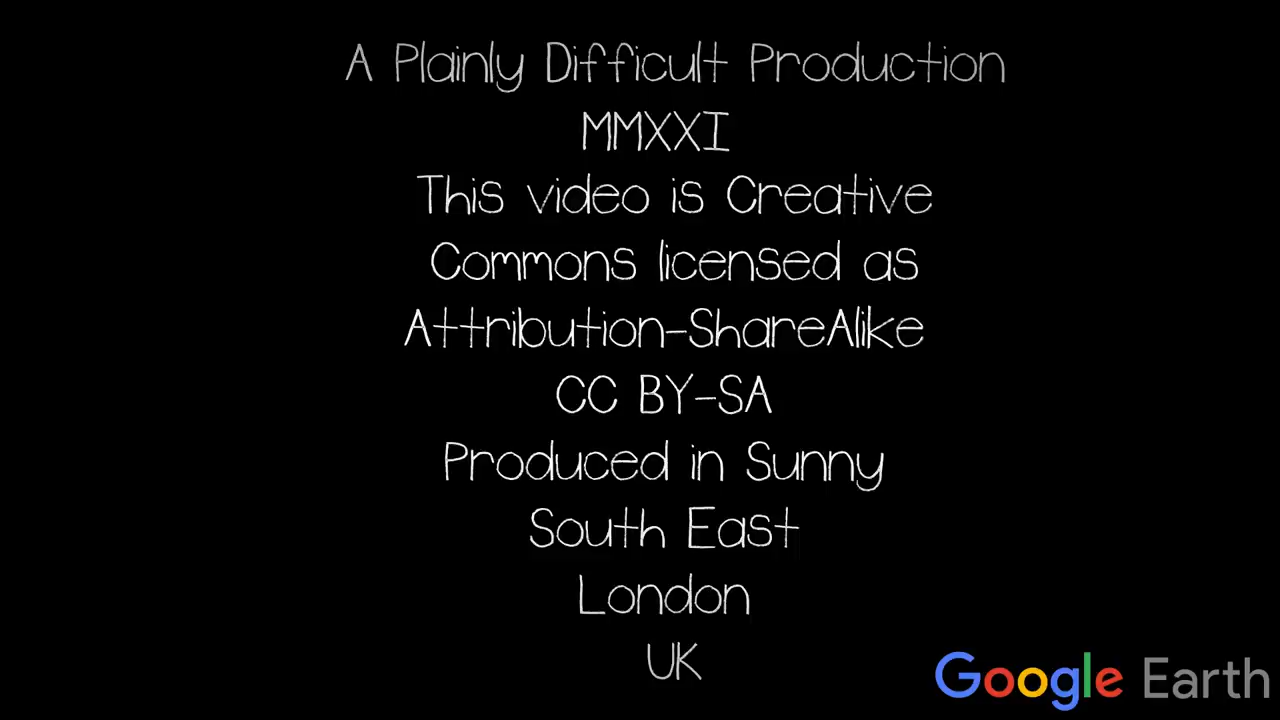 A Plainly Difficult Production
MMXXI
This video is Creative
Commons licensed as
Attribution-ShareAlike
CC BY-SA
Produced in Sunny
South East
London
UK
Google Earth